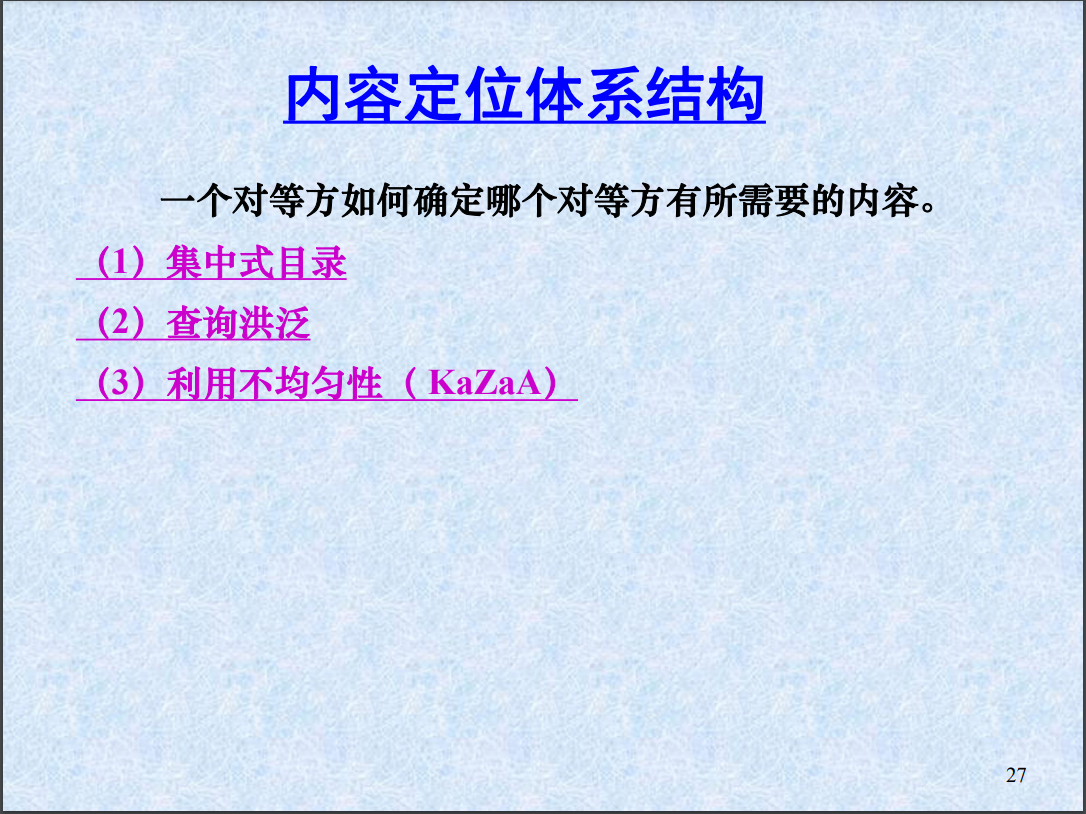 内容定位体系结构
一个对等方如何确定哪个对等方有所需要的内容。
（1）集中式目录
（2）查询洪泛
（3）利用不均匀性（ KaZaA）
27